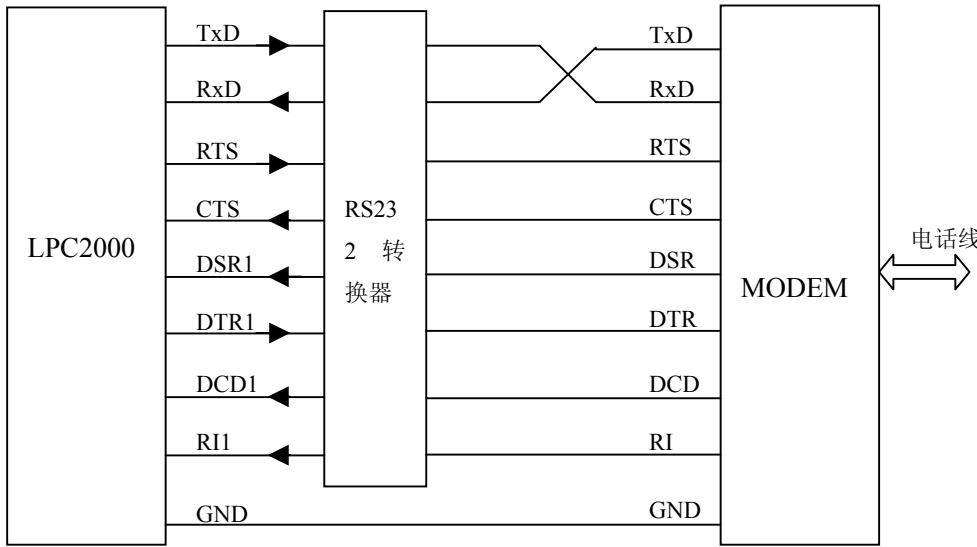 TxD
TxD
RxD
RxD
RTS
RTS
CTS
CTS
RS23
2 转
换器
LPC2000
DSR1
DSR
电话线
MODEM
DTR1
DTR
DCD1
DCD
RI1
RI
GND
GND